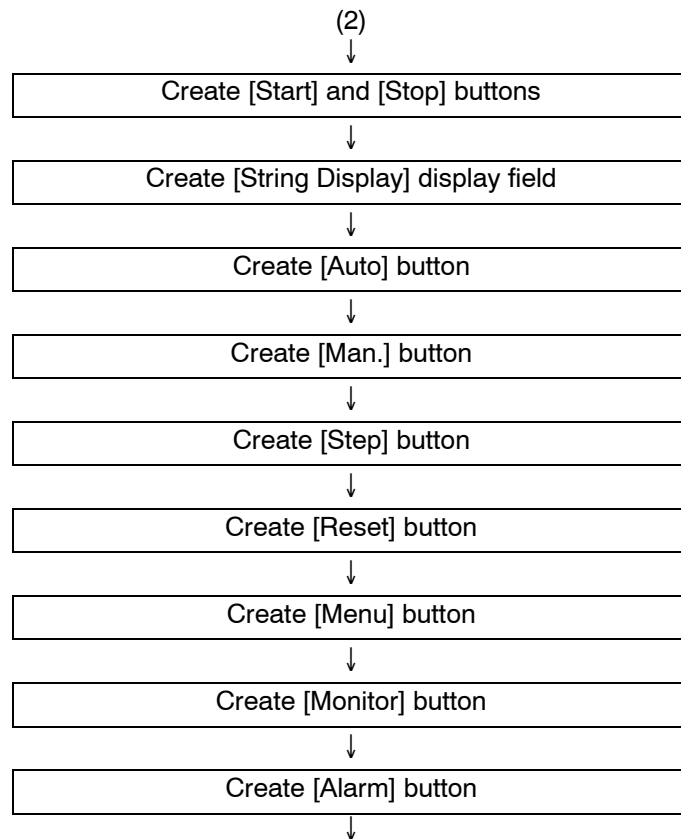 (2)
Create [Start] and [Stop] buttons
Create [String Display] display field
Create [Auto] button
Create [Man.] button
Create [Step] button
Create [Reset] button
Create [Menu] button
Create [Monitor] button
Create [Alarm] button